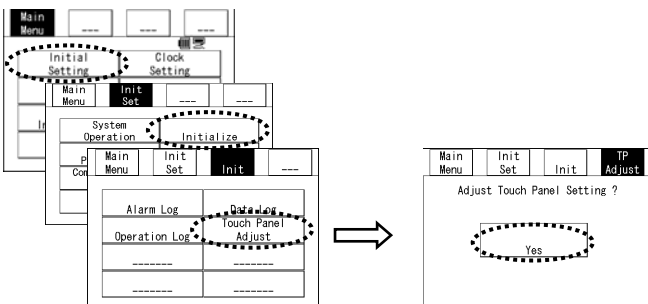 Main Menu --- --- ---
Initial Setting Clock Setting
Main Menu Init Set --- ---
System Operation Initialize
Main Menu Init Set Init ---
Alarm Log Data Log
Operation Log Touch Panel Adjust
------- -------
------- -------
Main Menu Init Set Init TP Adjust
Adjust Touch Panel Setting ?
Yes